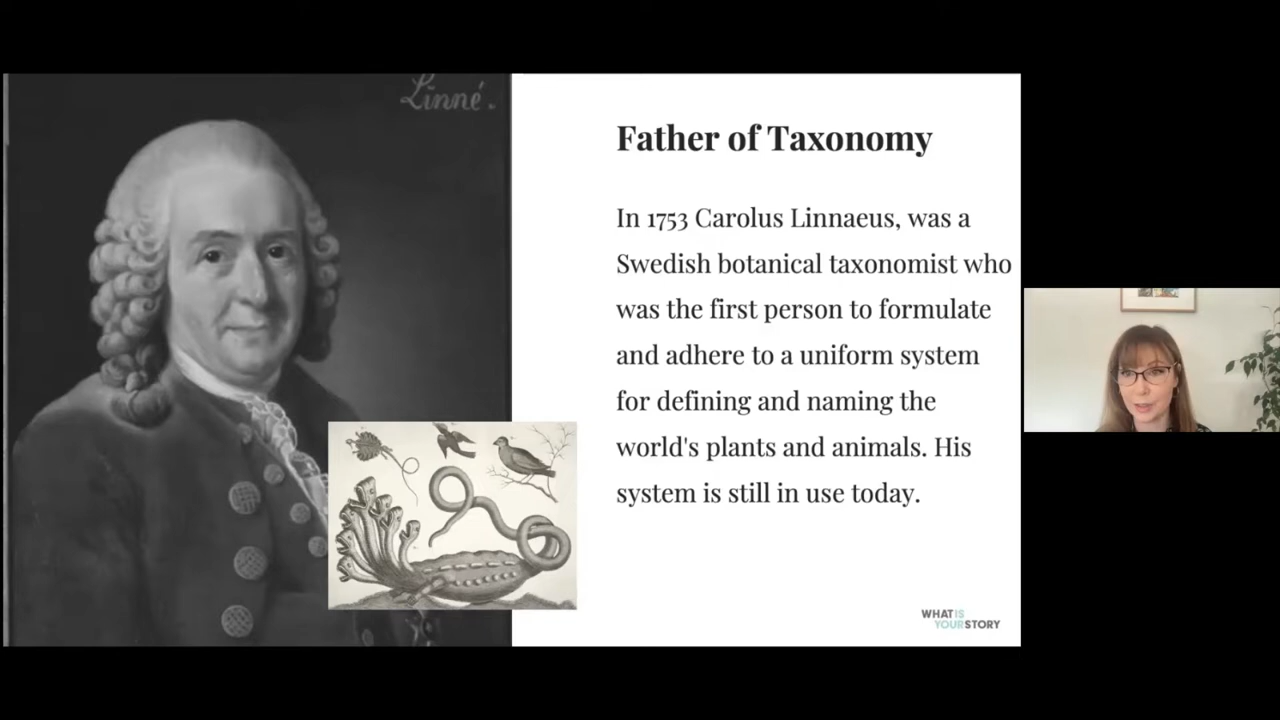 Linné.
Father of Taxonomy
In 1753 Carolus Linnaeus, was a
Swedish botanical taxonomist who
was the first person to formulate
and adhere to a uniform system
for defining and naming the
world's plants and animals. His
system is still in use today.
WHAT IS
YOUR STORY